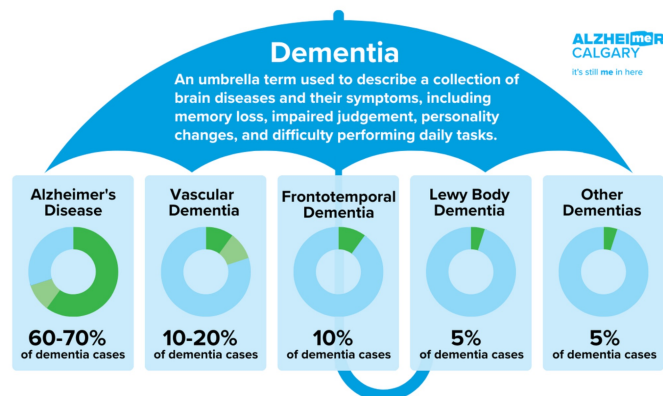 Dementia
An umbrella term used to describe a collection of
brain diseases and their symptoms, including
memory loss, impaired judgement, personality
changes, and difficulty performing daily tasks.
ALZHEIMER
CALGARY
it's still me in here
Alzheimer's
Disease
60-70%
of dementia cases
Vascular
Dementia
10-20%
of dementia cases
Frontotemporal
Dementia
10%
of dementia cases
Lewy Body
Dementia
5%
of dementia cases
Other
Dementias
5%
of dementia cases